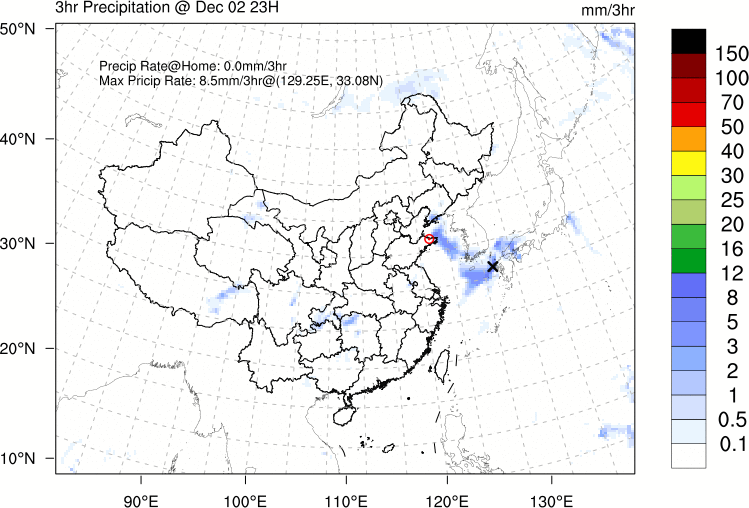 3hr Precipitation @ Dec 02 23H
mm/3hr
Precip Rate@Home: 0.0mm/3hr
Max Pricip Rate: 8.5mm/3hr@(129.25E, 33.08N)
50°N
40°N
30°N
20°N
10°N
90°E
100°E
110°E
120°E
130°E
150
100
70
50
40
30
25
20
16
12
8
5
3
2
1
0.5
0.1